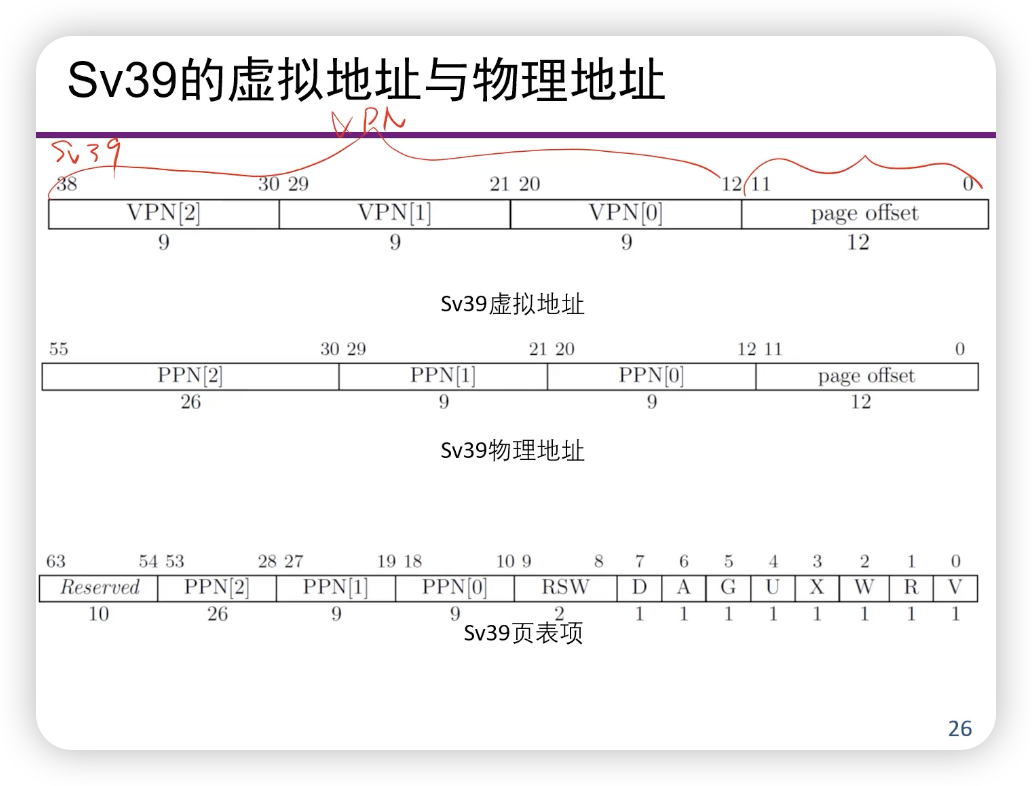 Sv39的虚拟地址与物理地址
VPN
Sv39
38 30 29 21 20 12 11 0
VPN[2] VPN[1] VPN[0] page offset
9 9 9 12
Sv39虚拟地址
55 30 29 21 20 12 11 0
PPN[2] PPN[1] PPN[0] page offset
26 9 9 12
Sv39物理地址
63 54 53 28 27 19 18 10 9 8 7 6 5 4 3 2 1 0
Reserved PPN[2] PPN[1] PPN[0] RSW D A G U X W R V
10 26 9 9 2 1 1 1 1 1 1 1 1
Sv39页表项
26